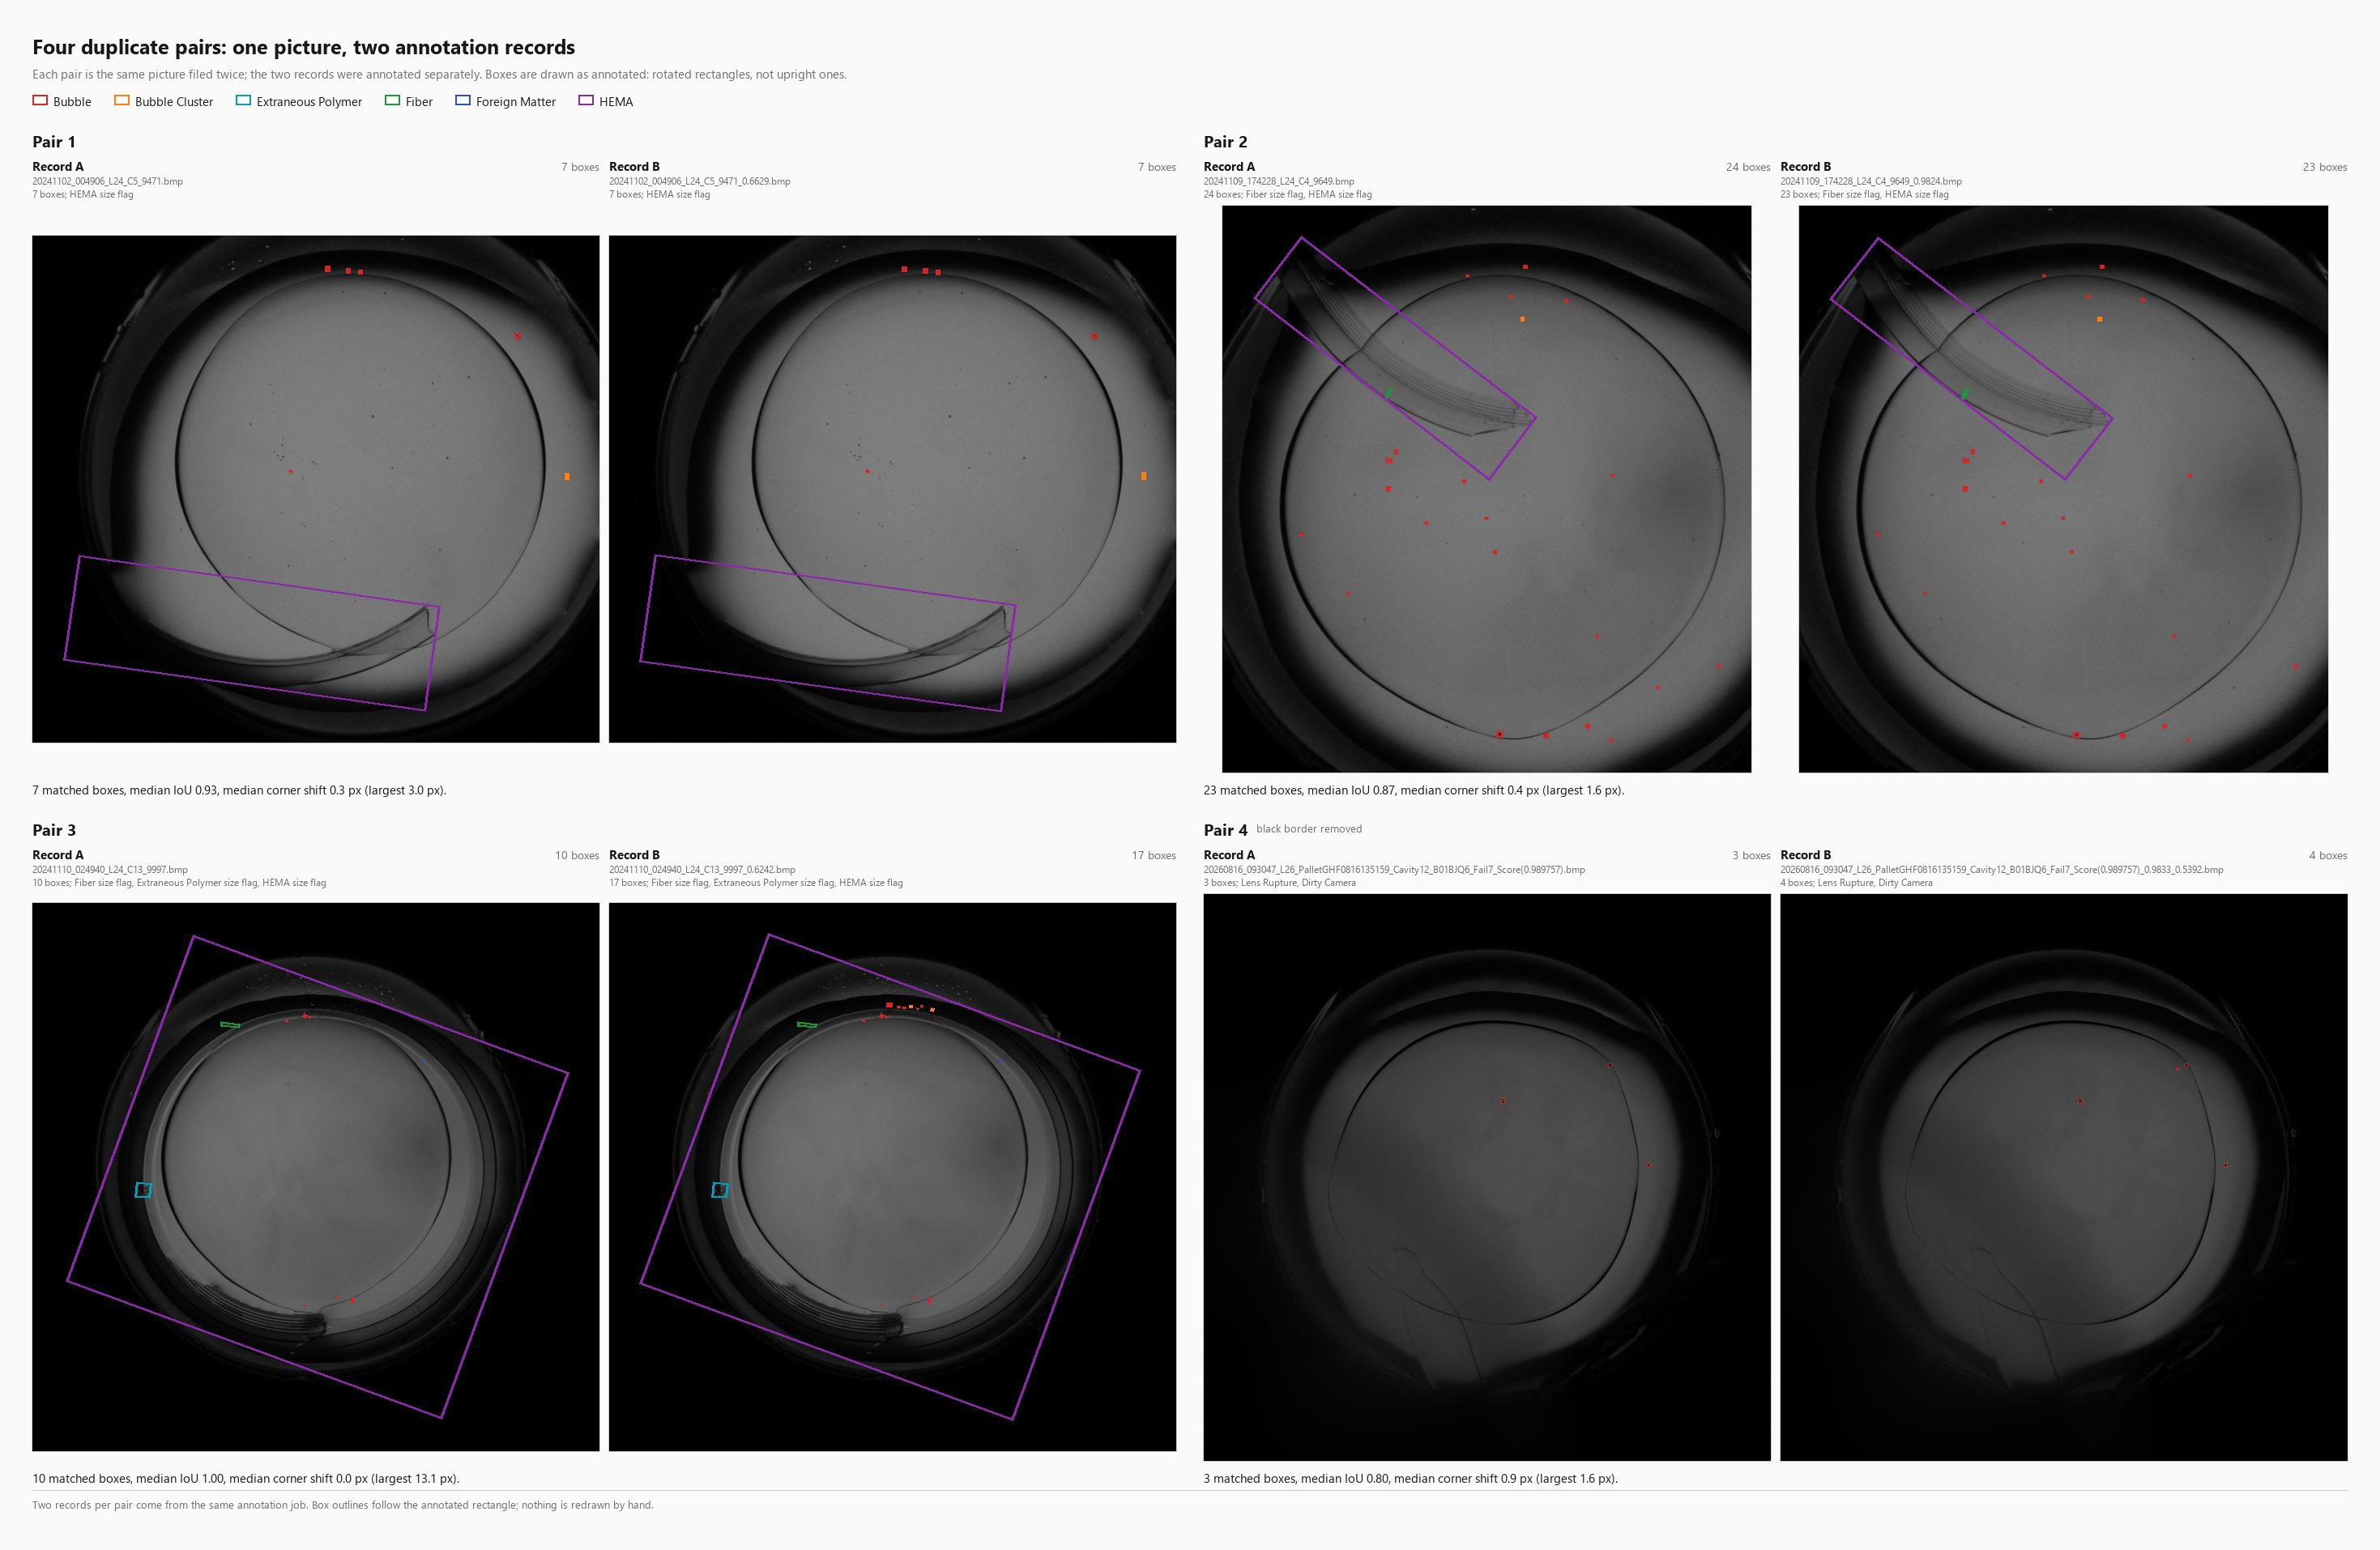 Four duplicate pairs: one picture, two annotation records
Each pair is the same picture filed twice; the two records were annotated separately. Boxes are drawn as annotated: rotated rectangles, not upright ones.
Bubble Bubble Cluster Extraneous Polymer Fiber Foreign Matter HEMA
Pair 1
Record A 7 boxes
20241102_004906_L24_C5_9471.bmp
7 boxes; HEMA size flag
Record B 7 boxes
20241102_004906_L24_C5_9471_0.6629.bmp
7 boxes; HEMA size flag
7 matched boxes, median IoU 0.93, median corner shift 0.3 px (largest 3.0 px).
Pair 2
Record A 24 boxes
20241109_174228_L24_C4_9649.bmp
24 boxes; Fiber size flag, HEMA size flag
Record B 23 boxes
20241109_174228_L24_C4_9649_0.9824.bmp
23 boxes; Fiber size flag, HEMA size flag
23 matched boxes, median IoU 0.87, median corner shift 0.4 px (largest 1.6 px).
Pair 3
Record A 10 boxes
20241110_024940_L24_C13_9997.bmp
10 boxes; Fiber size flag, Extraneous Polymer size flag, HEMA size flag
Record B 17 boxes
20241110_024940_L24_C13_9997_0.6242.bmp
17 boxes; Fiber size flag, Extraneous Polymer size flag, HEMA size flag
10 matched boxes, median IoU 1.00, median corner shift 0.0 px (largest 13.1 px).
Pair 4 black border removed
Record A 3 boxes
20260816_093047_L26_PalletGHF0816135159_Cavity12_B01BJQ6_Fail7_Score(0.989757).bmp
3 boxes; Lens Rupture, Dirty Camera
Record B 4 boxes
20260816_093047_L26_PalletGHF0816135159_Cavity12_B01BJQ6_Fail7_Score(0.989757)_0.9833_0.5392.bmp
4 boxes; Lens Rupture, Dirty Camera
3 matched boxes, median IoU 0.80, median corner shift 0.9 px (largest 1.6 px).
Two records per pair come from the same annotation job. Box outlines follow the annotated rectangle; nothing is redrawn by hand.